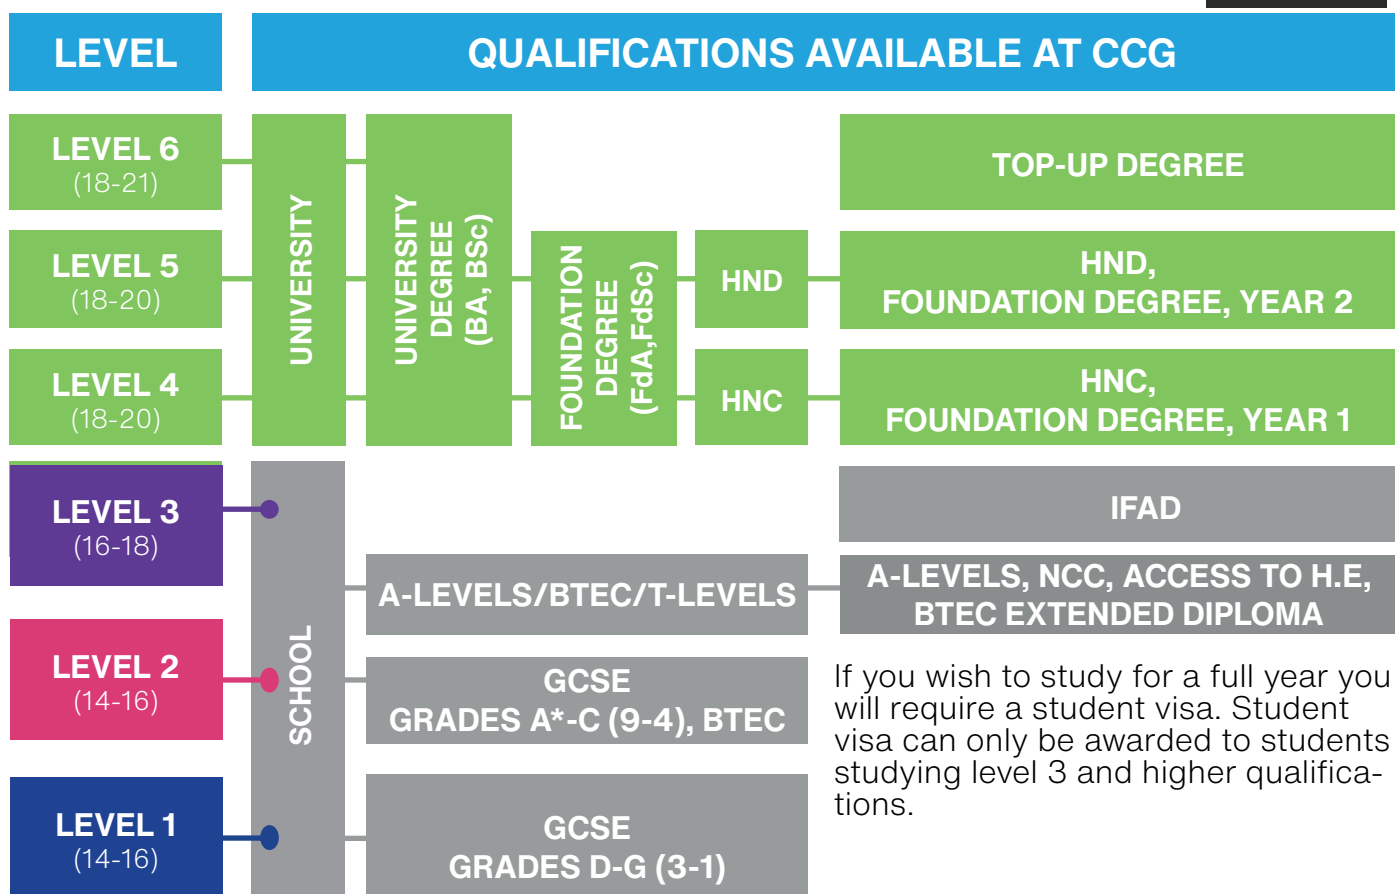 LEVEL
QUALIFICATIONS AVAILABLE AT CCG
LEVEL 6
(18-21)
LEVEL 5
(18-20)
LEVEL 4
(18-20)
LEVEL 3
(16-18)
LEVEL 2
(14-16)
LEVEL 1
(14-16)
UNIVERSITY
SCHOOL
UNIVERSITY
DEGREE
(BA, BSc)
FOUNDATION
DEGREE
(FdA,FdSc)
HND
HNC
TOP-UP DEGREE
HND,
FOUNDATION DEGREE, YEAR 2
HNC,
FOUNDATION DEGREE, YEAR 1
IFAD
A-LEVELS/BTEC/T-LEVELS
A-LEVELS, NCC, ACCESS TO H.E,
BTEC EXTENDED DIPLOMA
GCSE
GRADES A*-C (9-4), BTEC
GCSE
GRADES D-G (3-1)
If you wish to study for a full year you
will require a student visa. Student
visa can only be awarded to students
studying level 3 and higher qualifica-
tions.